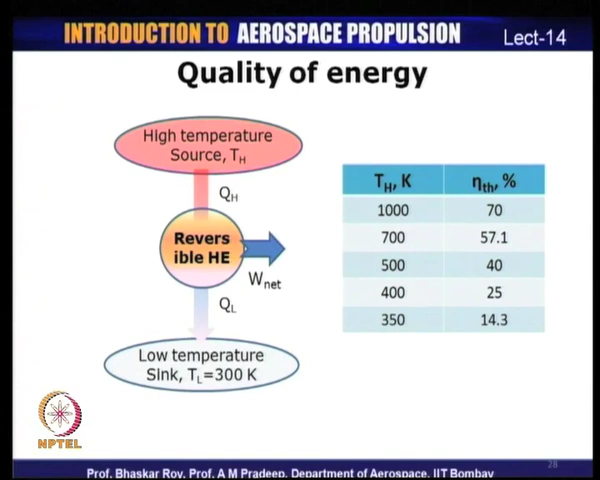 INTRODUCTION TO AEROSPACE PROPULSION
Lect-14
Quality of energy
High temperature
Source, TH
QH
Revers
ible HE
Wnet
QL
Low temperature
Sink, TL=300 K
TH, K ηth, %
1000 70
700 57.1
500 40
400 25
350 14.3
NPTEL
28
Prof. Bhaskar Roy, Prof. A M Pradeep, Department of Aerospace, IIT Bombay